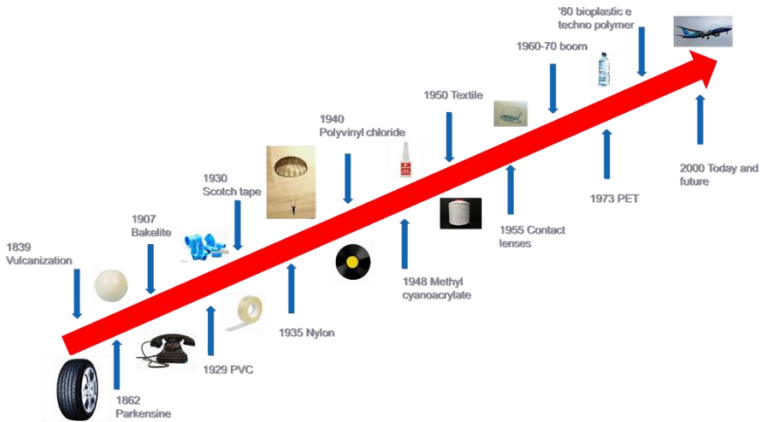 1839
Vulcanization
1862
Parkensine
1907
Bakelite
1929 PVC
1930
Scotch tape
1935 Nylon
1940
Polyvinyl chloride
1948 Methyl
cyanoacrylate
1950 Textile
1955 Contact
lenses
1960-70 boom
1973 PET
'80 bioplastic e
techno polymer
2000 Today and
future